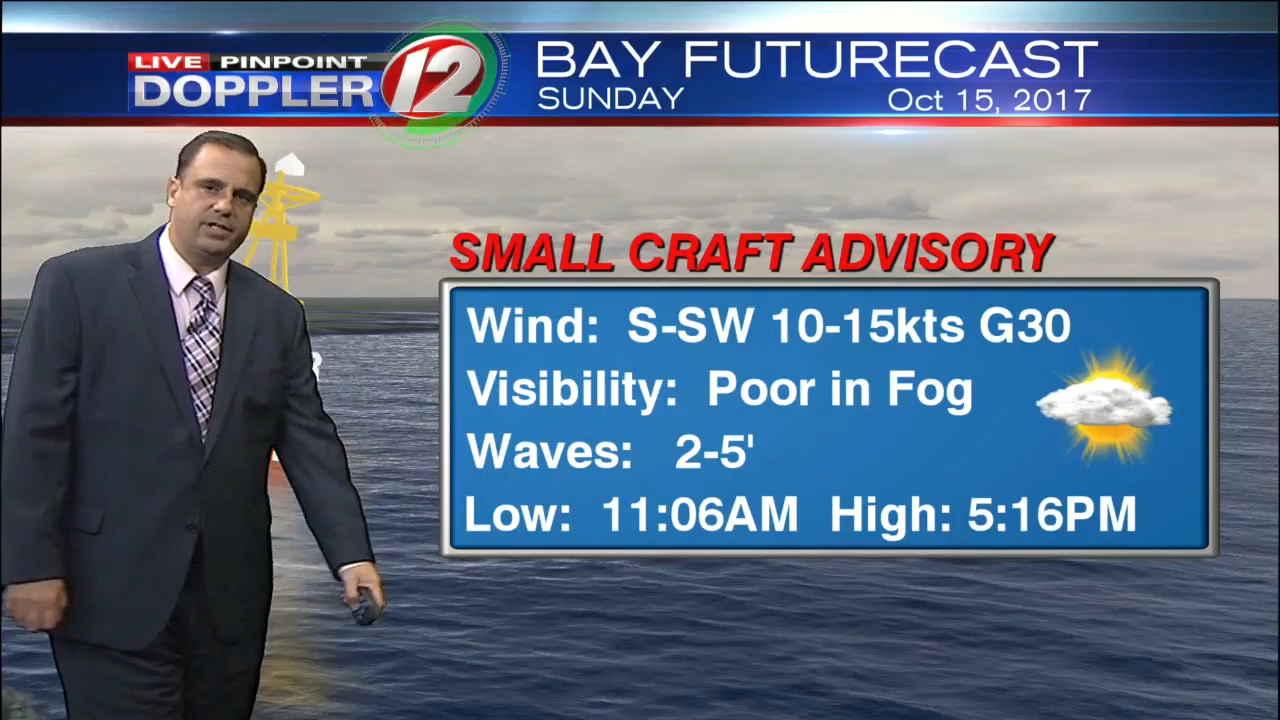 LIVE PINPOINT
DOPPLER 12
BAY FUTURECAST
SUNDAY Oct 15, 2017
SMALL CRAFT ADVISORY
Wind: S-SW 10-15kts G30
Visibility: Poor in Fog
Waves: 2-5'
Low: 11:06AM High: 5:16PM